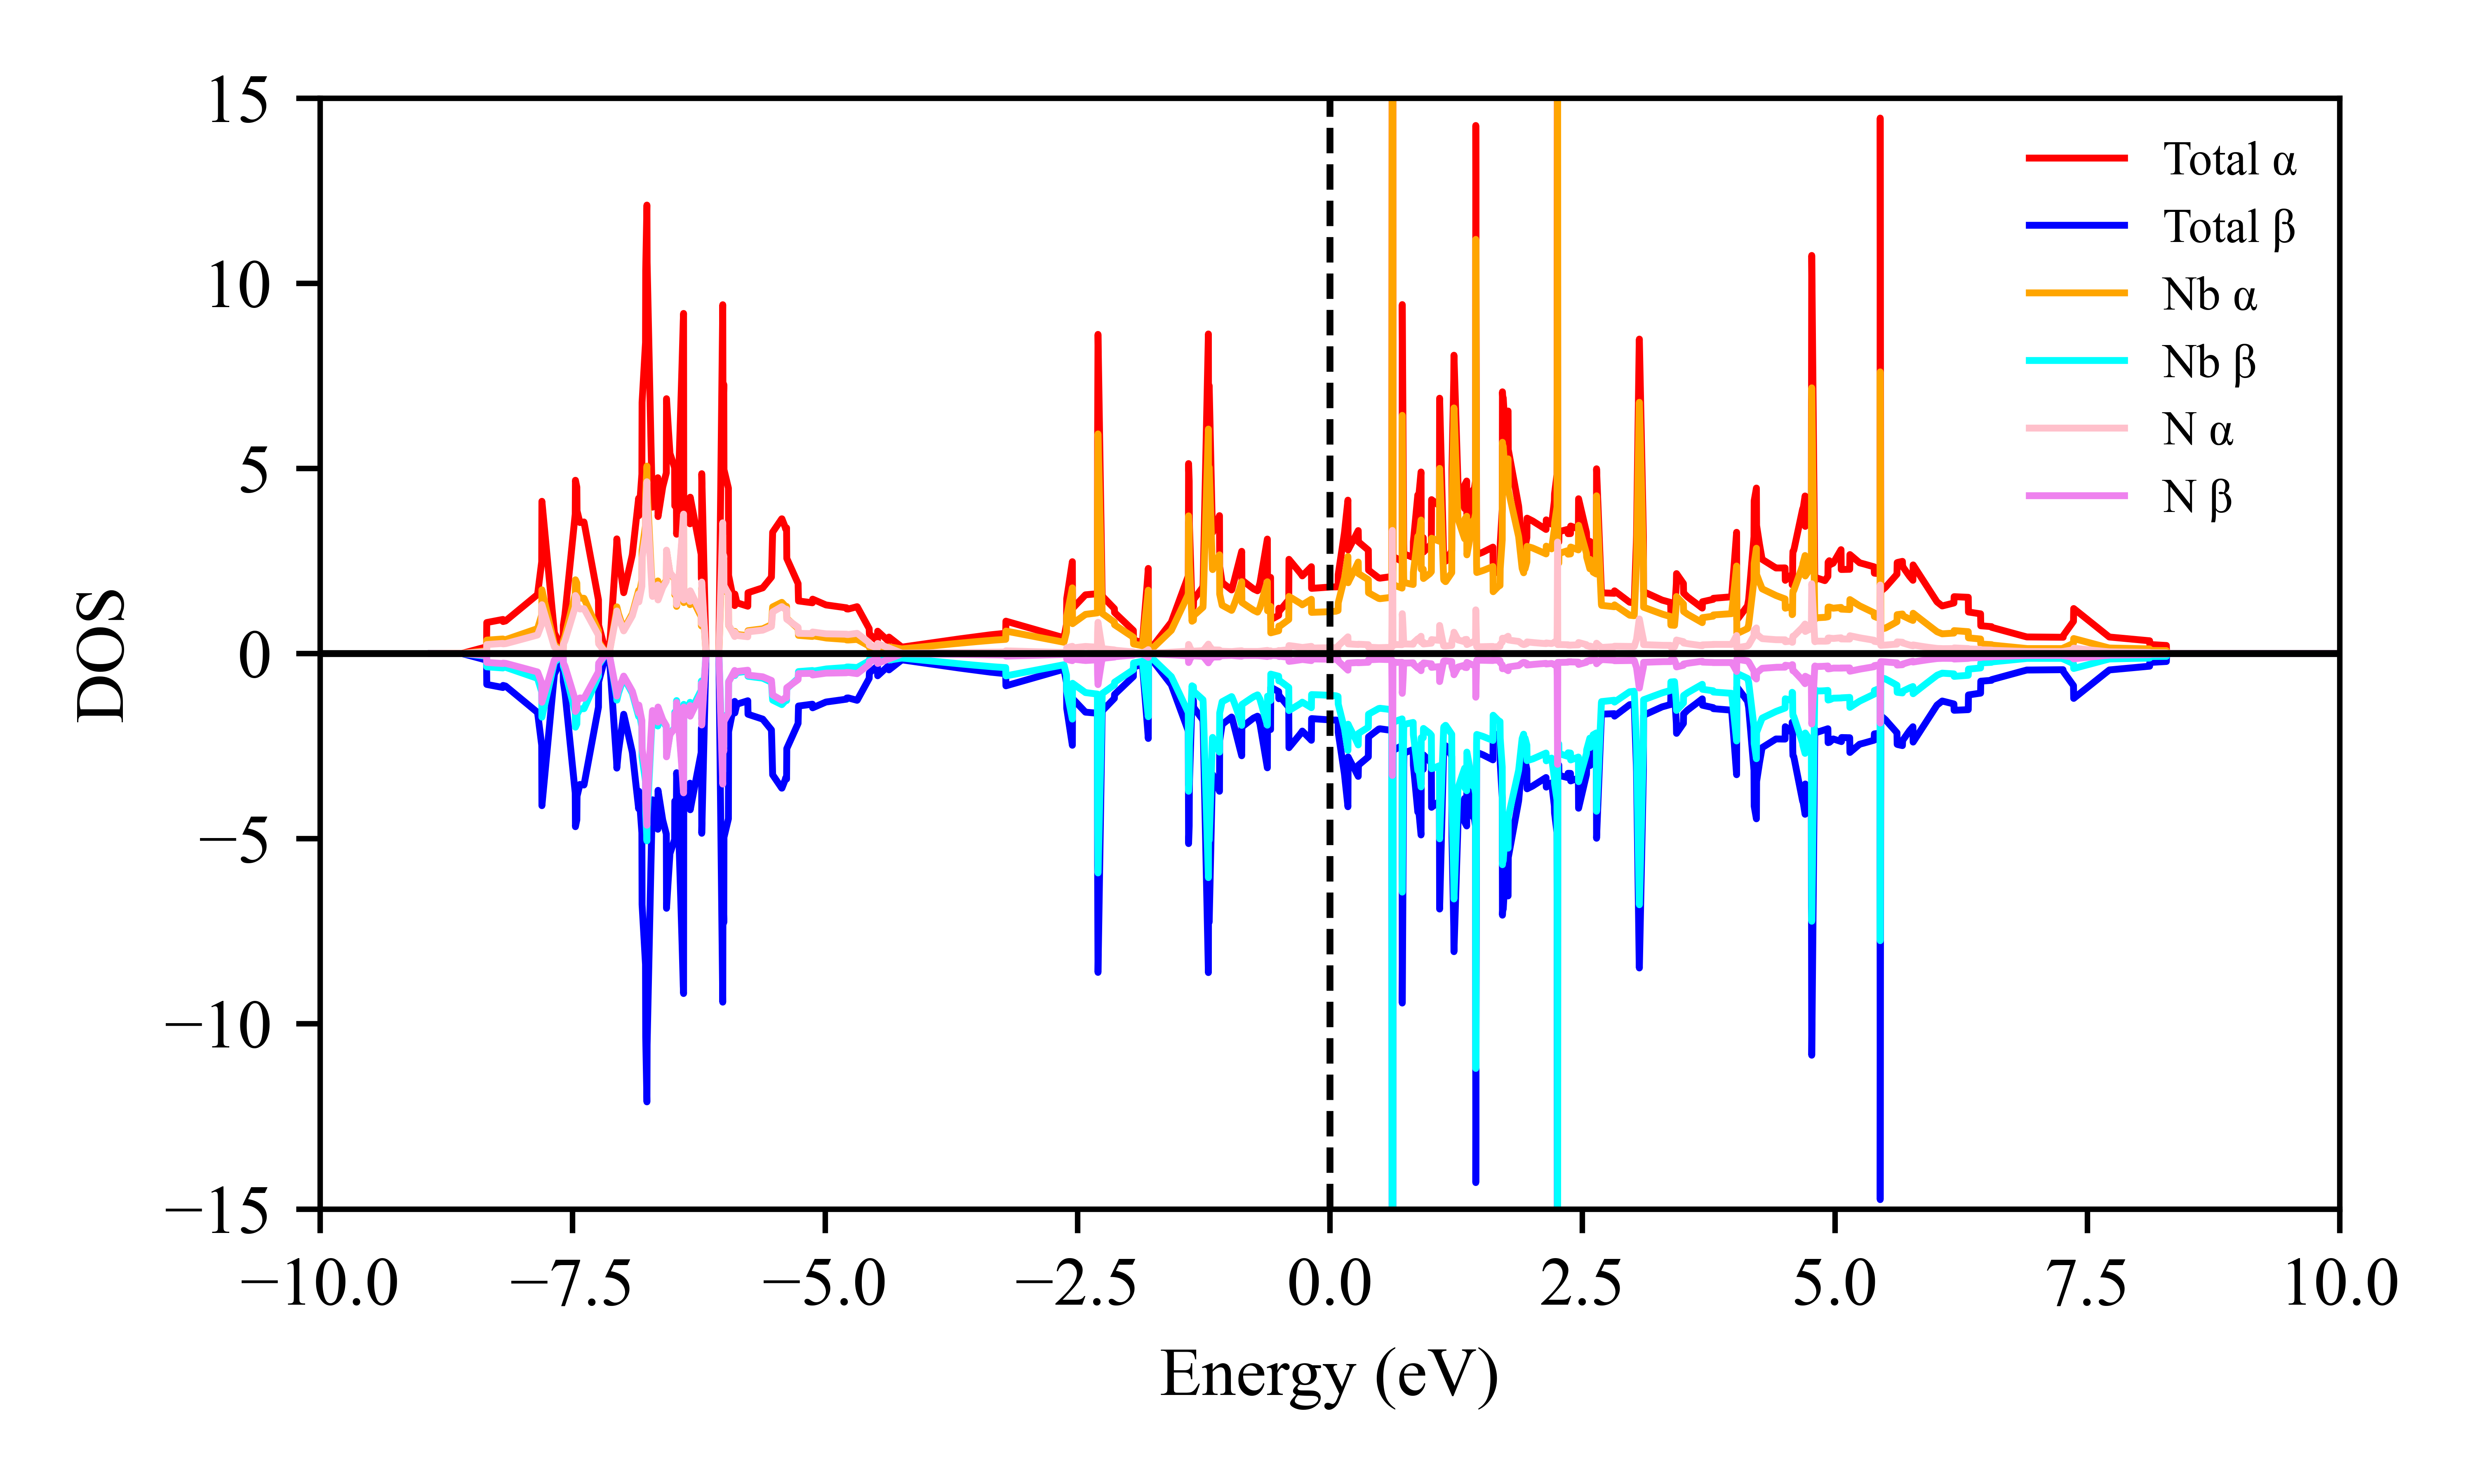 15
10
5
0
−5
−10
−15
DOS
Total α
Total β
Nb α
Nb β
N α
N β
−10.0 −7.5 −5.0 −2.5 0.0 2.5 5.0 7.5 10.0
Energy (eV)